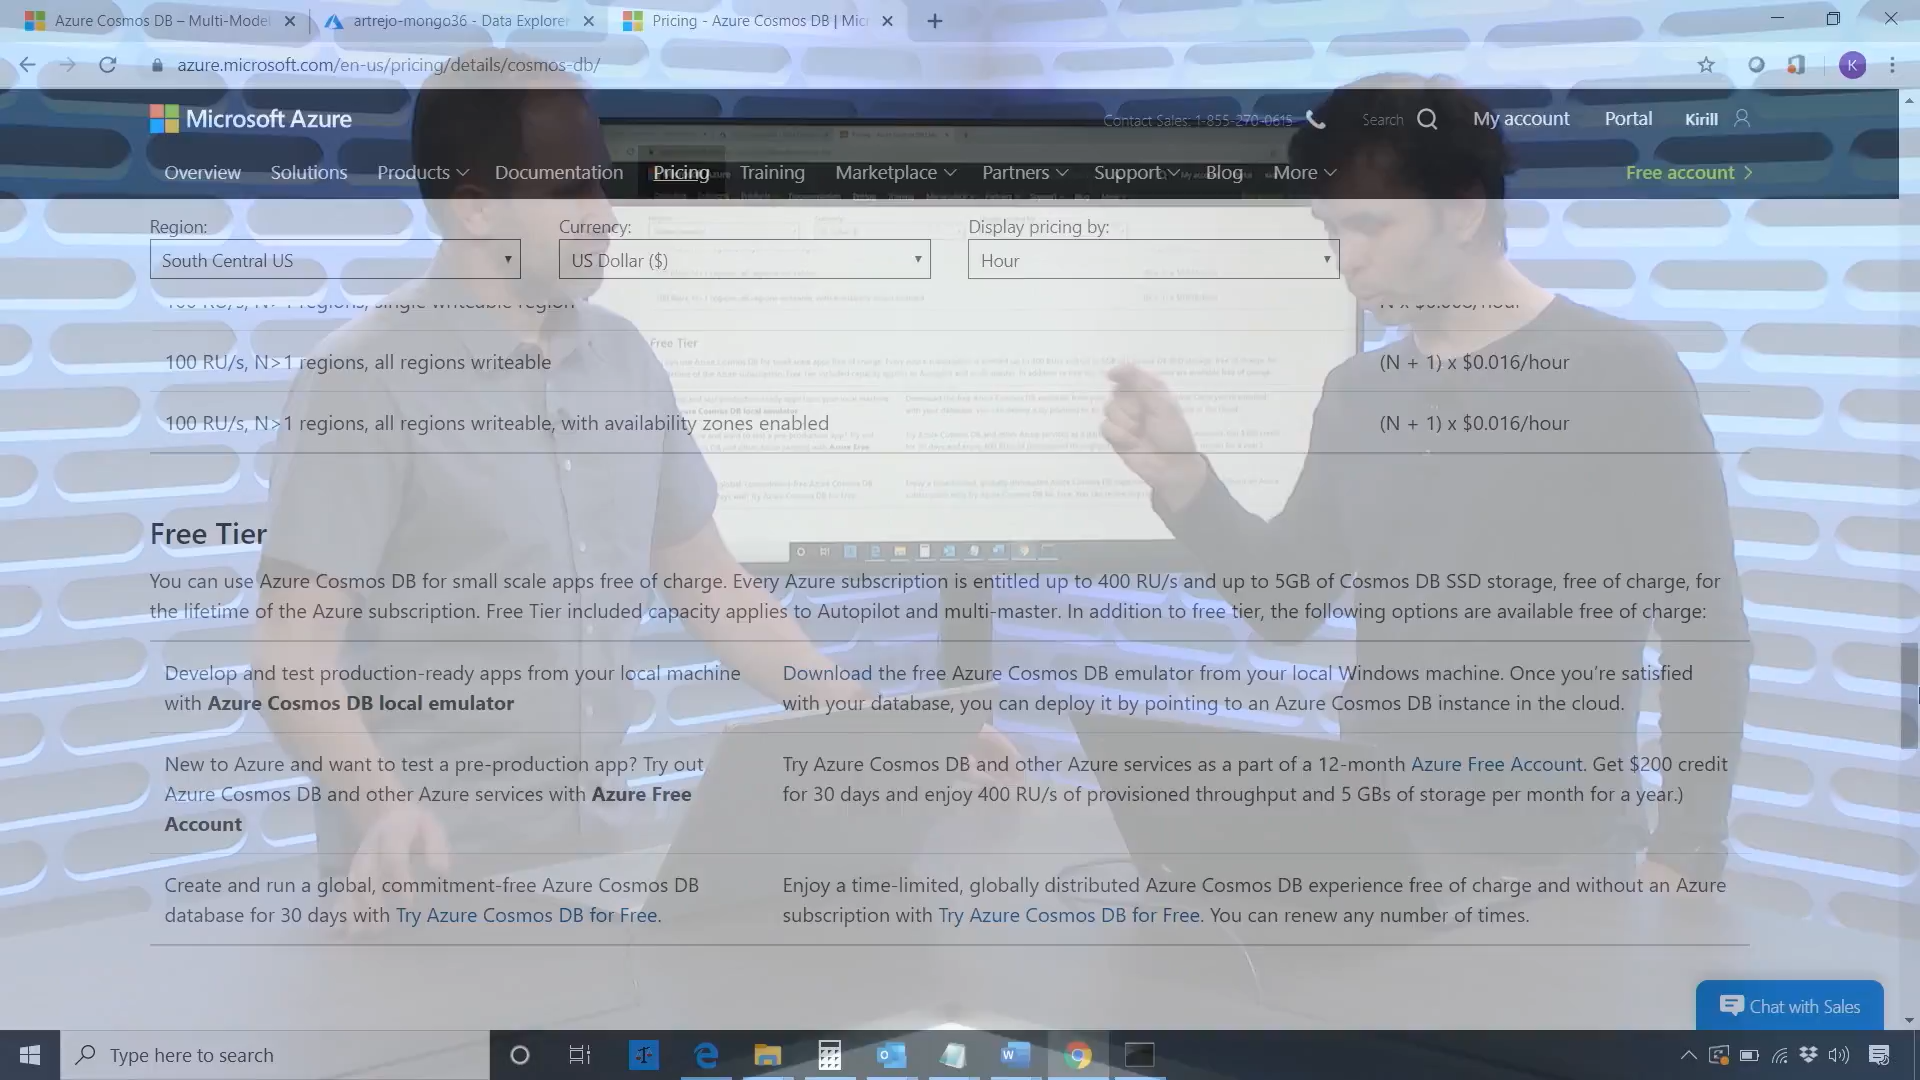 Azure Cosmos DB – Multi-Model
artrejo-mongo36 - Data Explorer
Pricing - Azure Cosmos DB | Micr
azure.microsoft.com/en-us/pricing/details/cosmos-db/
K
Microsoft Azure
Contact Sales: 1-855-270-0615
Search
My account
Portal
Kirill
Overview
Solutions
Products
Documentation
Pricing
Training
Marketplace
Partners
Support
Blog
More
Free account
Region:
Currency:
Display pricing by:
South Central US
US Dollar ($)
Hour
100 RU/s, N>1 regions, single writeable region
N x $0.008/hour
100 RU/s, N>1 regions, all regions writeable
(N + 1) x $0.016/hour
100 RU/s, N>1 regions, all regions writeable, with availability zones enabled
(N + 1) x $0.016/hour
Free Tier
Free Tier
You can use Azure Cosmos DB for small scale apps free of charge. Every Azure subscription is entitled up to 400 RU/s and up to 5GB of Cosmos DB SSD storage, free of charge, for
the lifetime of the Azure subscription. Free Tier included capacity applies to Autopilot and multi-master. In addition to free tier, the following options are available free of charge:
Develop and test production-ready apps from your local machine
with Azure Cosmos DB local emulator
Download the free Azure Cosmos DB emulator from your local Windows machine. Once you’re satisfied
with your database, you can deploy it by pointing to an Azure Cosmos DB instance in the cloud.
New to Azure and want to test a pre-production app? Try out
Azure Cosmos DB and other Azure services with Azure Free
Account
Try Azure Cosmos DB and other Azure services as a part of a 12-month Azure Free Account. Get $200 credit
for 30 days and enjoy 400 RU/s of provisioned throughput and 5 GBs of storage per month for a year.)
Create and run a global, commitment-free Azure Cosmos DB
database for 30 days with Try Azure Cosmos DB for Free.
Enjoy a time-limited, globally distributed Azure Cosmos DB experience free of charge and without an Azure
subscription with Try Azure Cosmos DB for Free. You can renew any number of times.
Chat with Sales
Type here to search